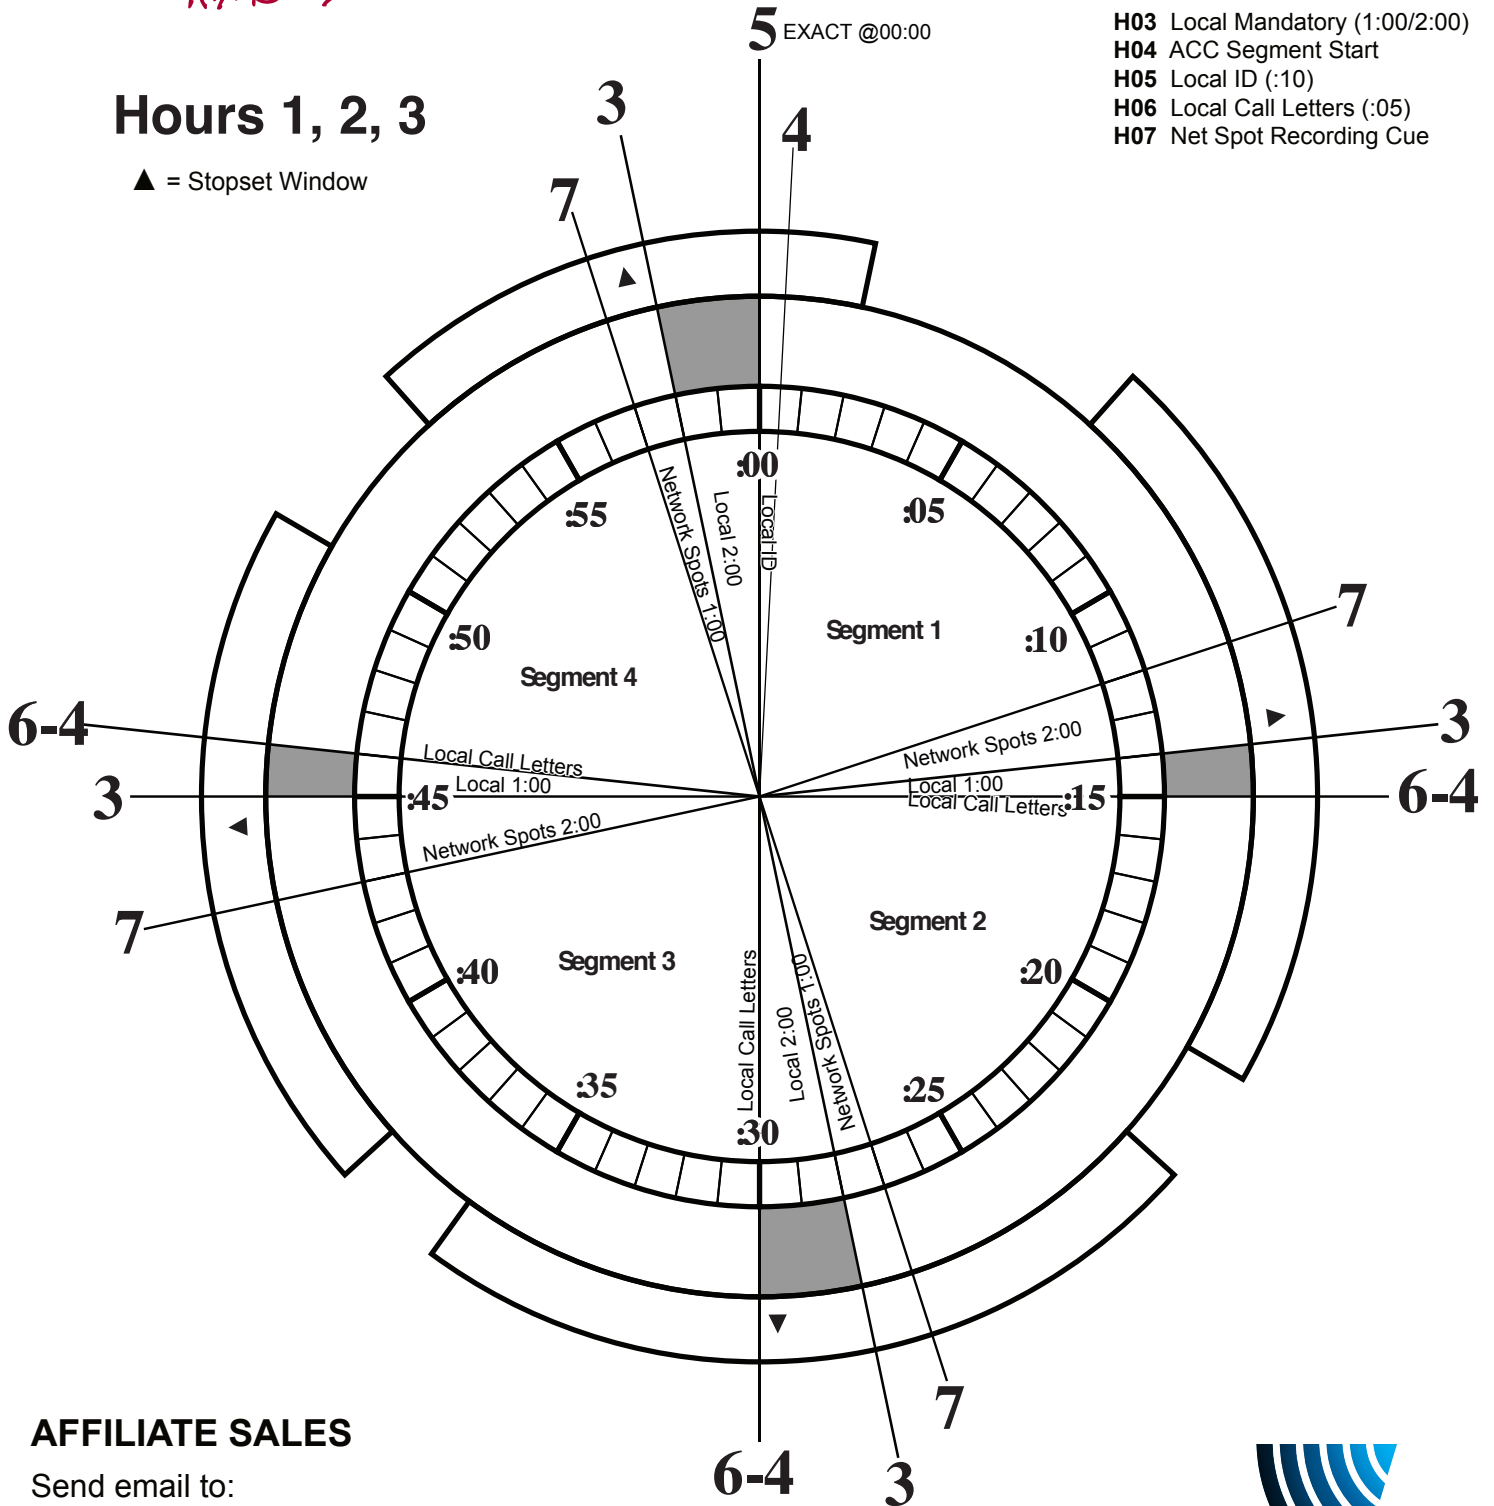 5 EXACT @00:00
H03 Local Mandatory (1:00/2:00)
H04 ACC Segment Start
H05 Local ID (:10)
H06 Local Call Letters (:05)
H07 Net Spot Recording Cue
Hours 1, 2, 3
▲ = Stopset Window
3
4
7
:00
:05
:10
:15
:20
:25
:30
:35
:40
:45
:50
:55
Network Spots 1:00
Local 2:00
Local ID
Segment 1
7
Network Spots 2:00
3
Local 1:00
Local Call Letters
6-4
Segment 2
Network Spots 1:00
7
Local 2:00
3
Local Call Letters
6-4
Segment 3
Network Spots 2:00
7
Local 1:00
3
Local Call Letters
6-4
Segment 4
AFFILIATE SALES
Send email to: